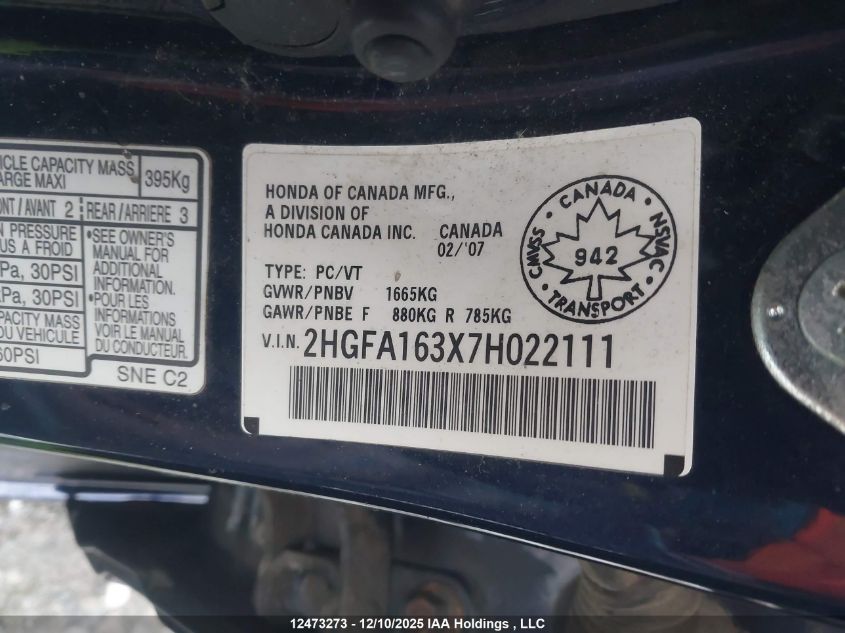 ICLE CAPACITY MASS
ARGE MAXI
395Kg
ONT/AVANT 2 REAR/ARRIERE 3
PRESSURE
US A FROID
Pa, 30PSI
Pa, 30PSI
CAPACITY MASS
DU VEHICULE
60PSI
•SEE OWNER'S
MANUAL FOR
ADDITIONAL
INFORMATION.
•POUR LES
INFORMATIONS
VOIR LE MANUEL
DU CONDUCTEUR.
SNE C2
HONDA OF CANADA MFG.,
A DIVISION OF
HONDA CANADA INC. CANADA
02/'07
TYPE: PC/VT
GVWR/PNBV 1665KG
GAWR/PNBE F 880KG R 785KG
V.I.N. 2HGFA163X7H022111
CANADA
CMVSS
NSVAC
942
TRANSPORT
12473273 - 12/10/2025 IAA Holdings, LLC